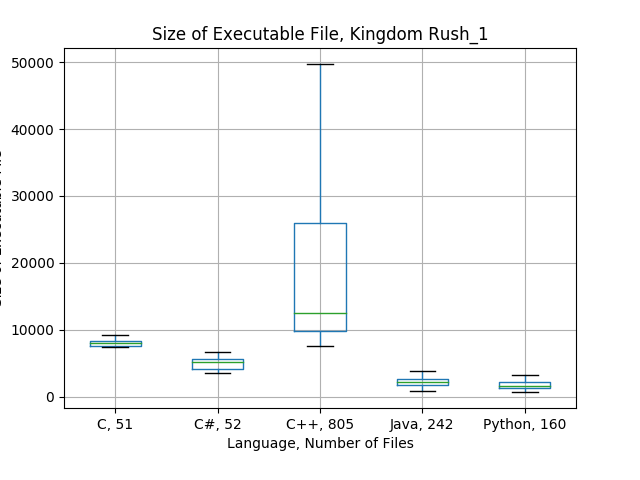 Size of Executable File, Kingdom Rush_1
50000
40000
30000
20000
10000
0
C, 51
C#, 52
C++, 805
Java, 242
Python, 160
Language, Number of Files